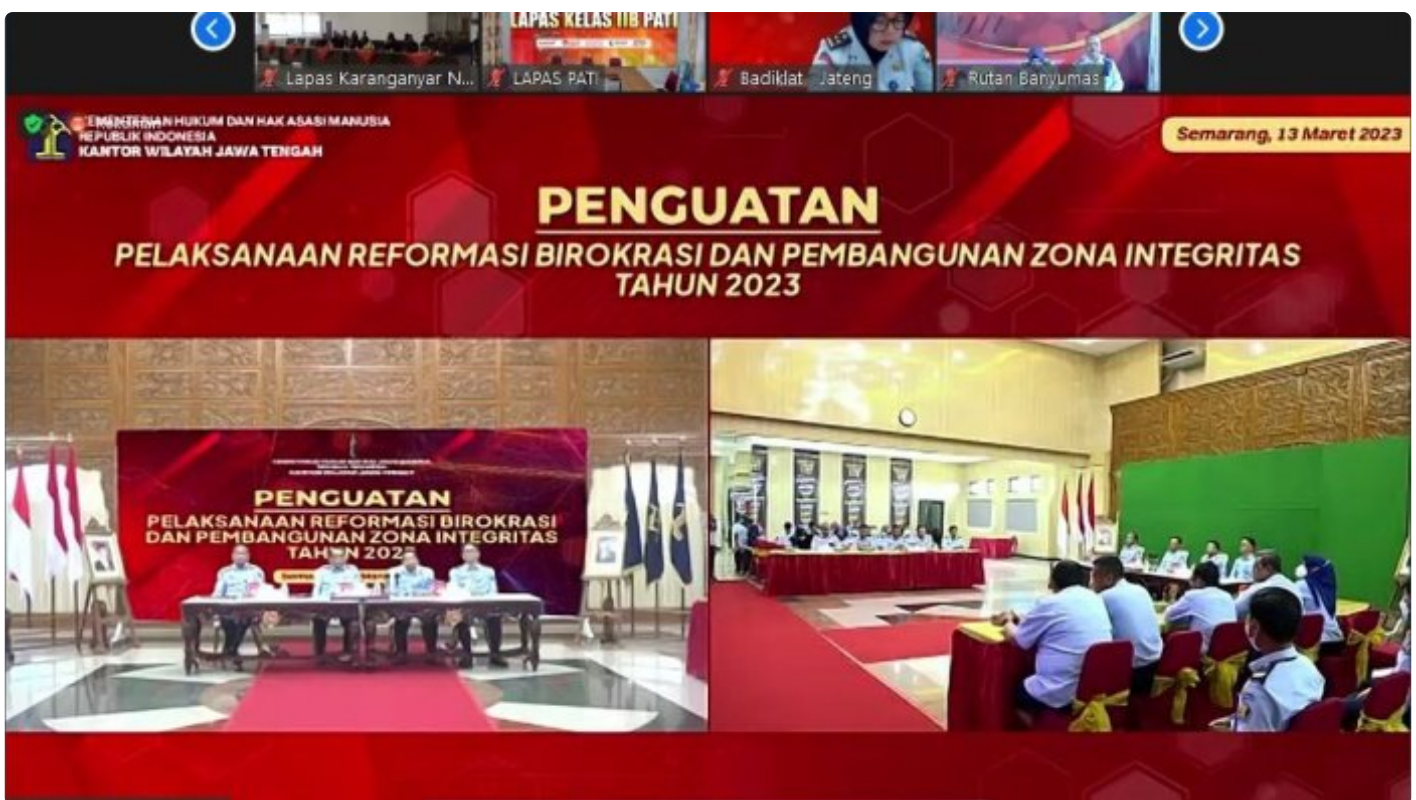 LAPAS KELAS IIB PATI
Lapas Karanganyar N...
LAPAS PATI
Badiklat Jateng
Rutan Banyumas
KEMENTERIAN HUKUM DAN HAK ASASI MANUSIA
REPUBLIK INDONESIA
KANTOR WILAYAH JAWA TENGAH
Semarang, 13 Maret 2023
PENGUATAN
PELAKSANAAN REFORMASI BIROKRASI DAN PEMBANGUNAN ZONA INTEGRITAS
TAHUN 2023
PENGUATAN
PELAKSANAAN REFORMASI BIROKRASI
DAN PEMBANGUNAN ZONA INTEGRITAS
TAHUN 2023